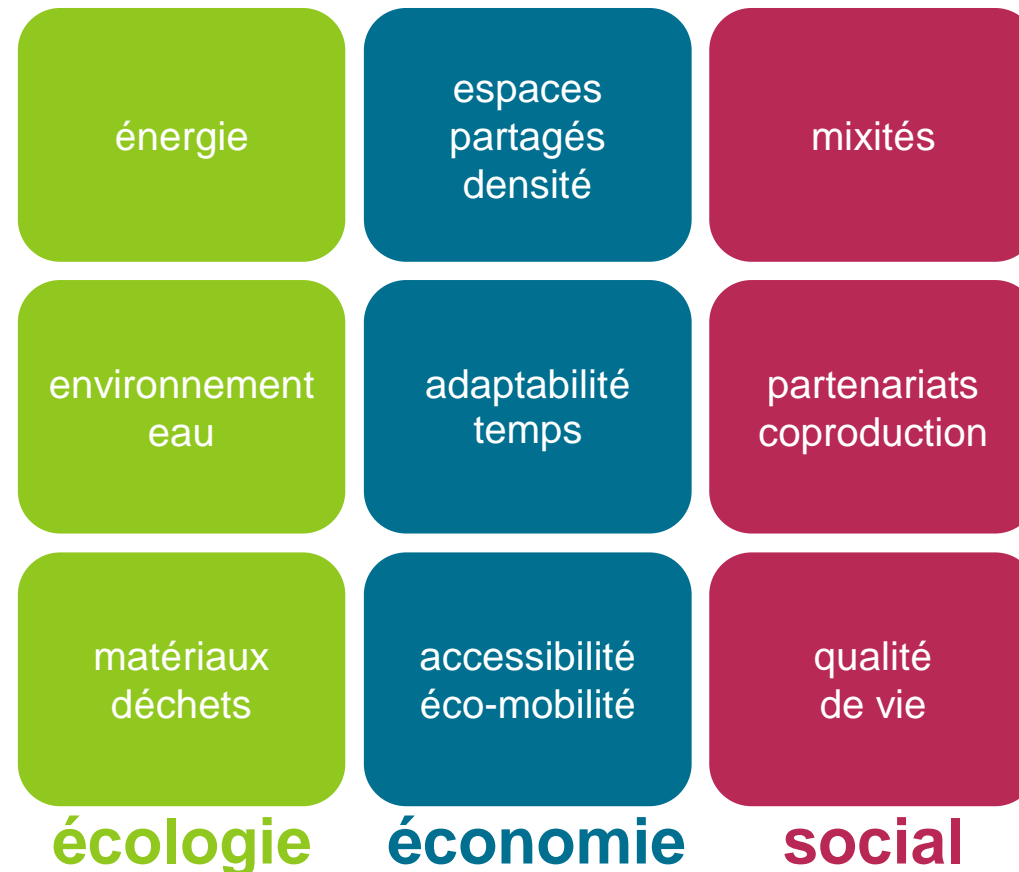 énergie
espaces
partagés
densité
mixités
environnement
eau
adaptabilité
temps
partenariats
coproduction
matériaux
déchets
accessibilité
éco-mobilité
qualité
de vie
écologie
économie
social